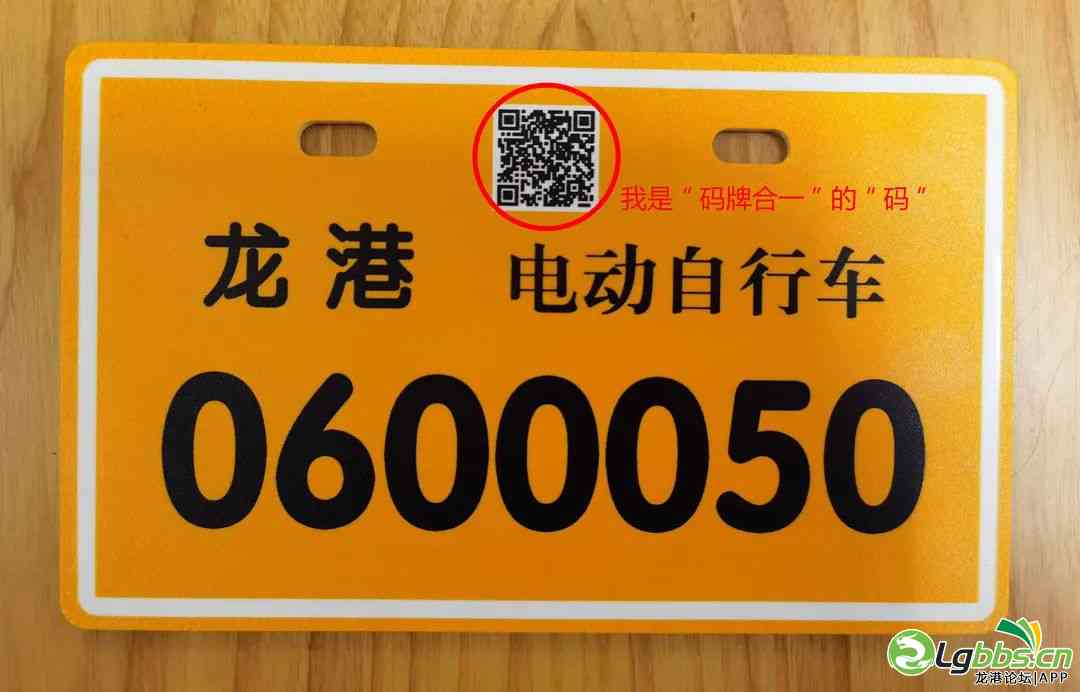 我是“码牌合一”的“码”
龙港 电动自行车
0600050
Lgbbs.cn
龙港论坛|APP